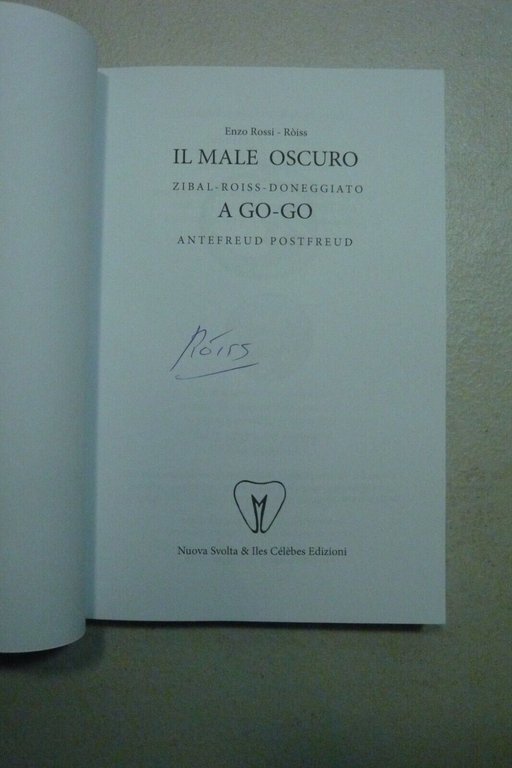 Enzo Rossi - Ròiss
IL MALE OSCURO
ZIBAL-ROISS-DONEGGIATO
A GO-GO
ANTEFREUD POSTFREUD
Ròiss
Nuova Svolta & Iles Célèbes Edizioni